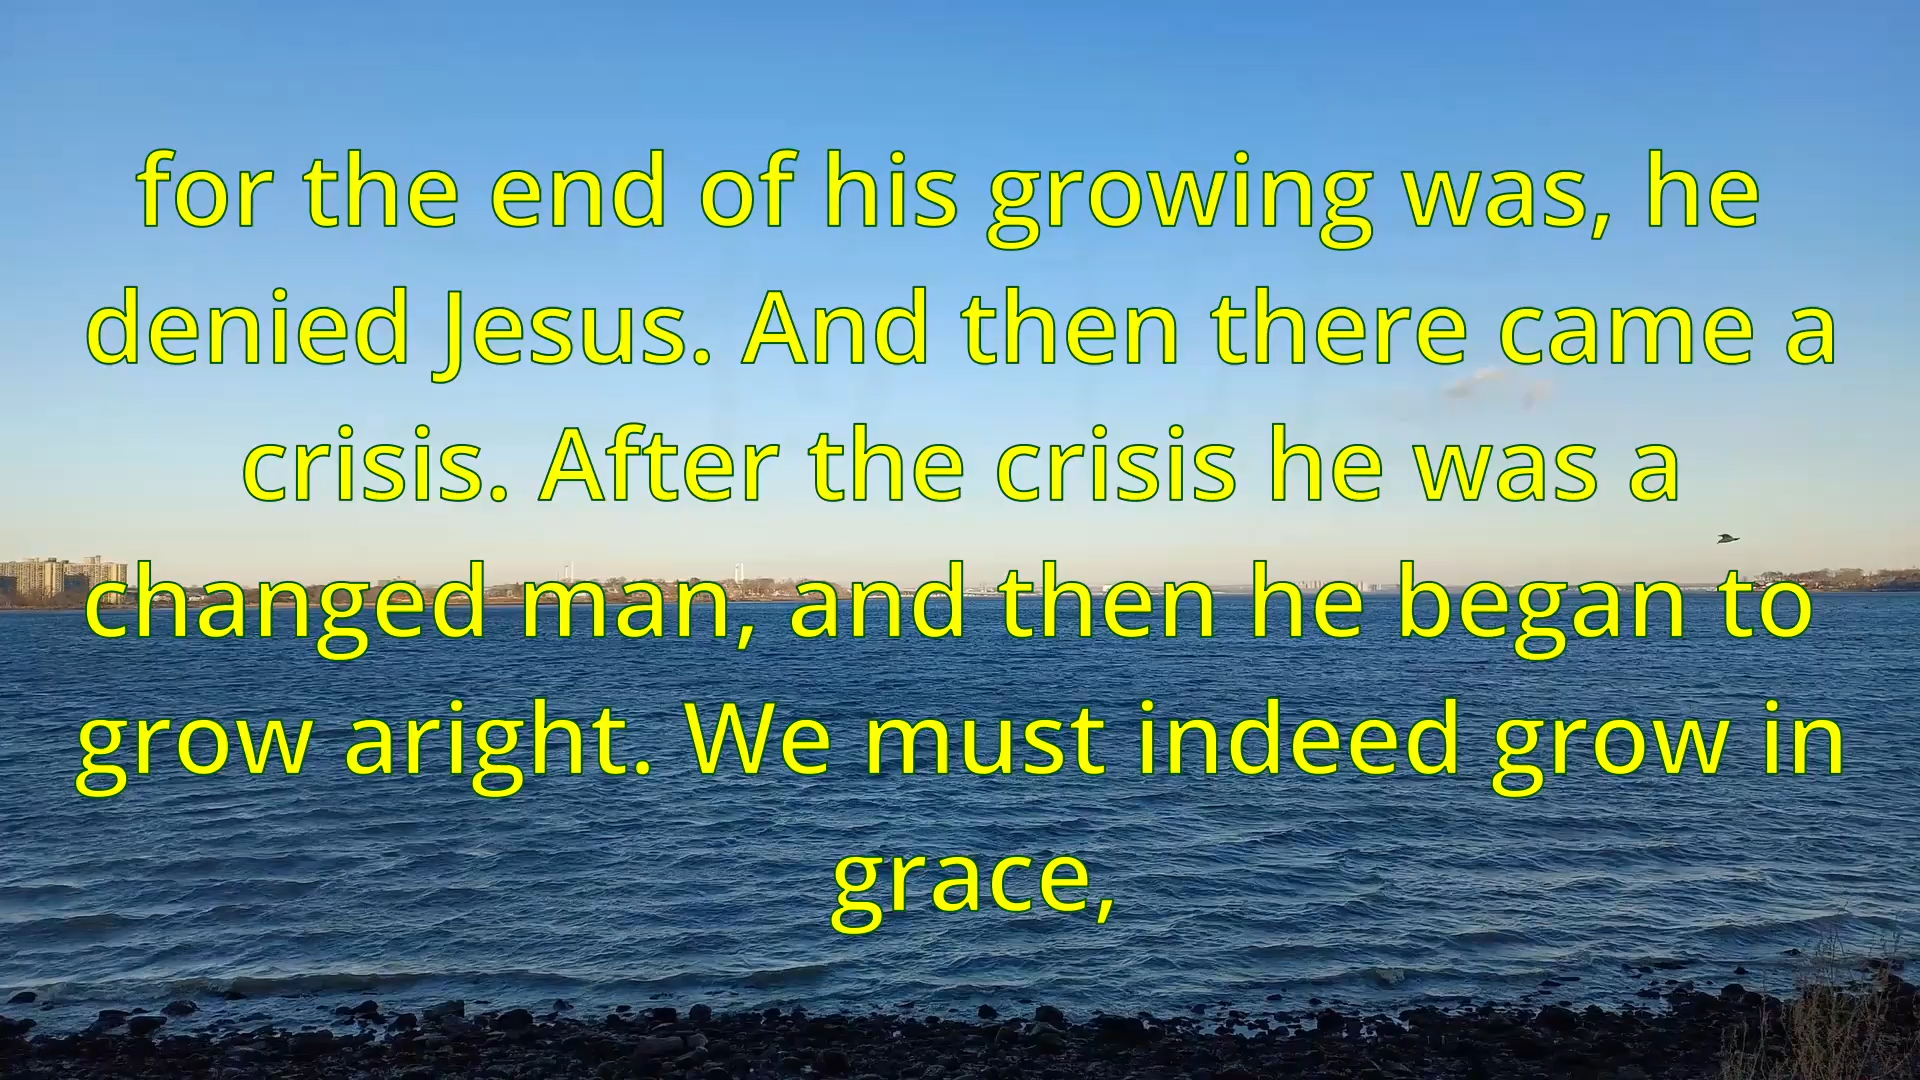 for the end of his growing was, he
denied Jesus. And then there came a
crisis. After the crisis he was a
changed man, and then he began to
grow aright. We must indeed grow in
grace,